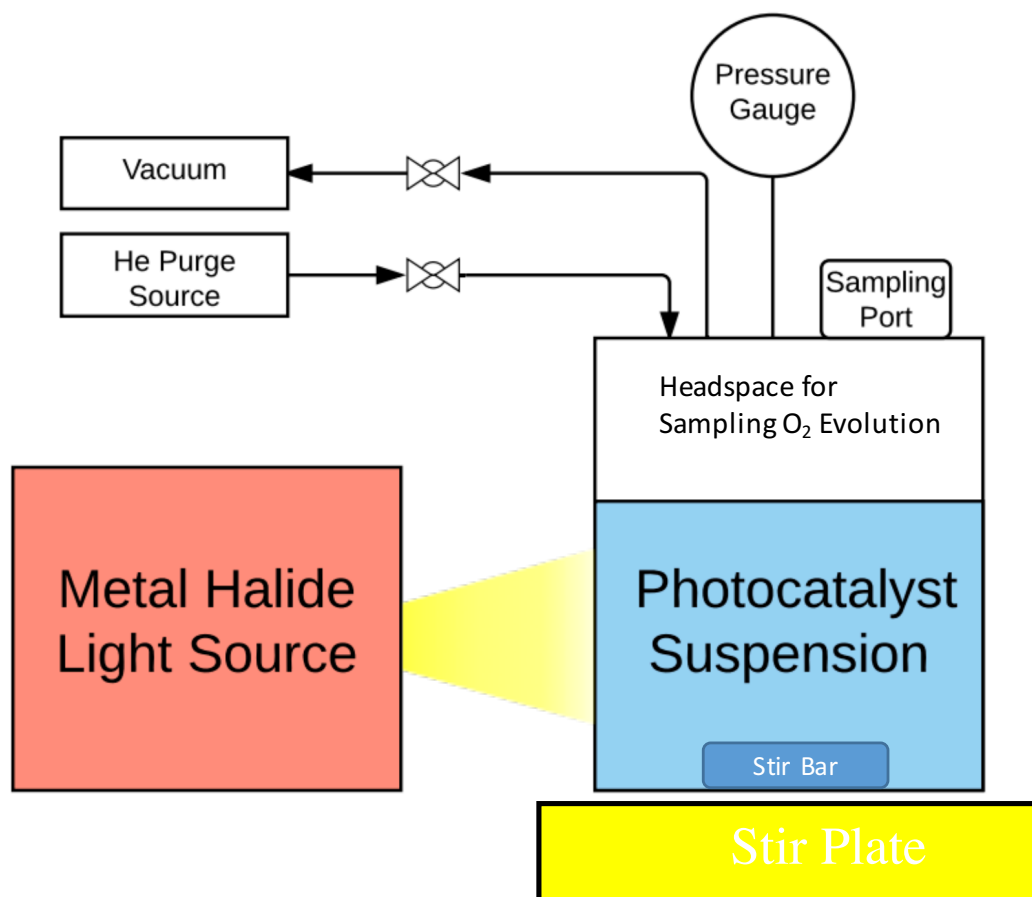 Pressure
Gauge
Vacuum
He Purge
Source
Sampling
Port
Headspace for
Sampling O₂ Evolution
Metal Halide
Light Source
Photocatalyst
Suspension
Stir Bar
Stir Plate